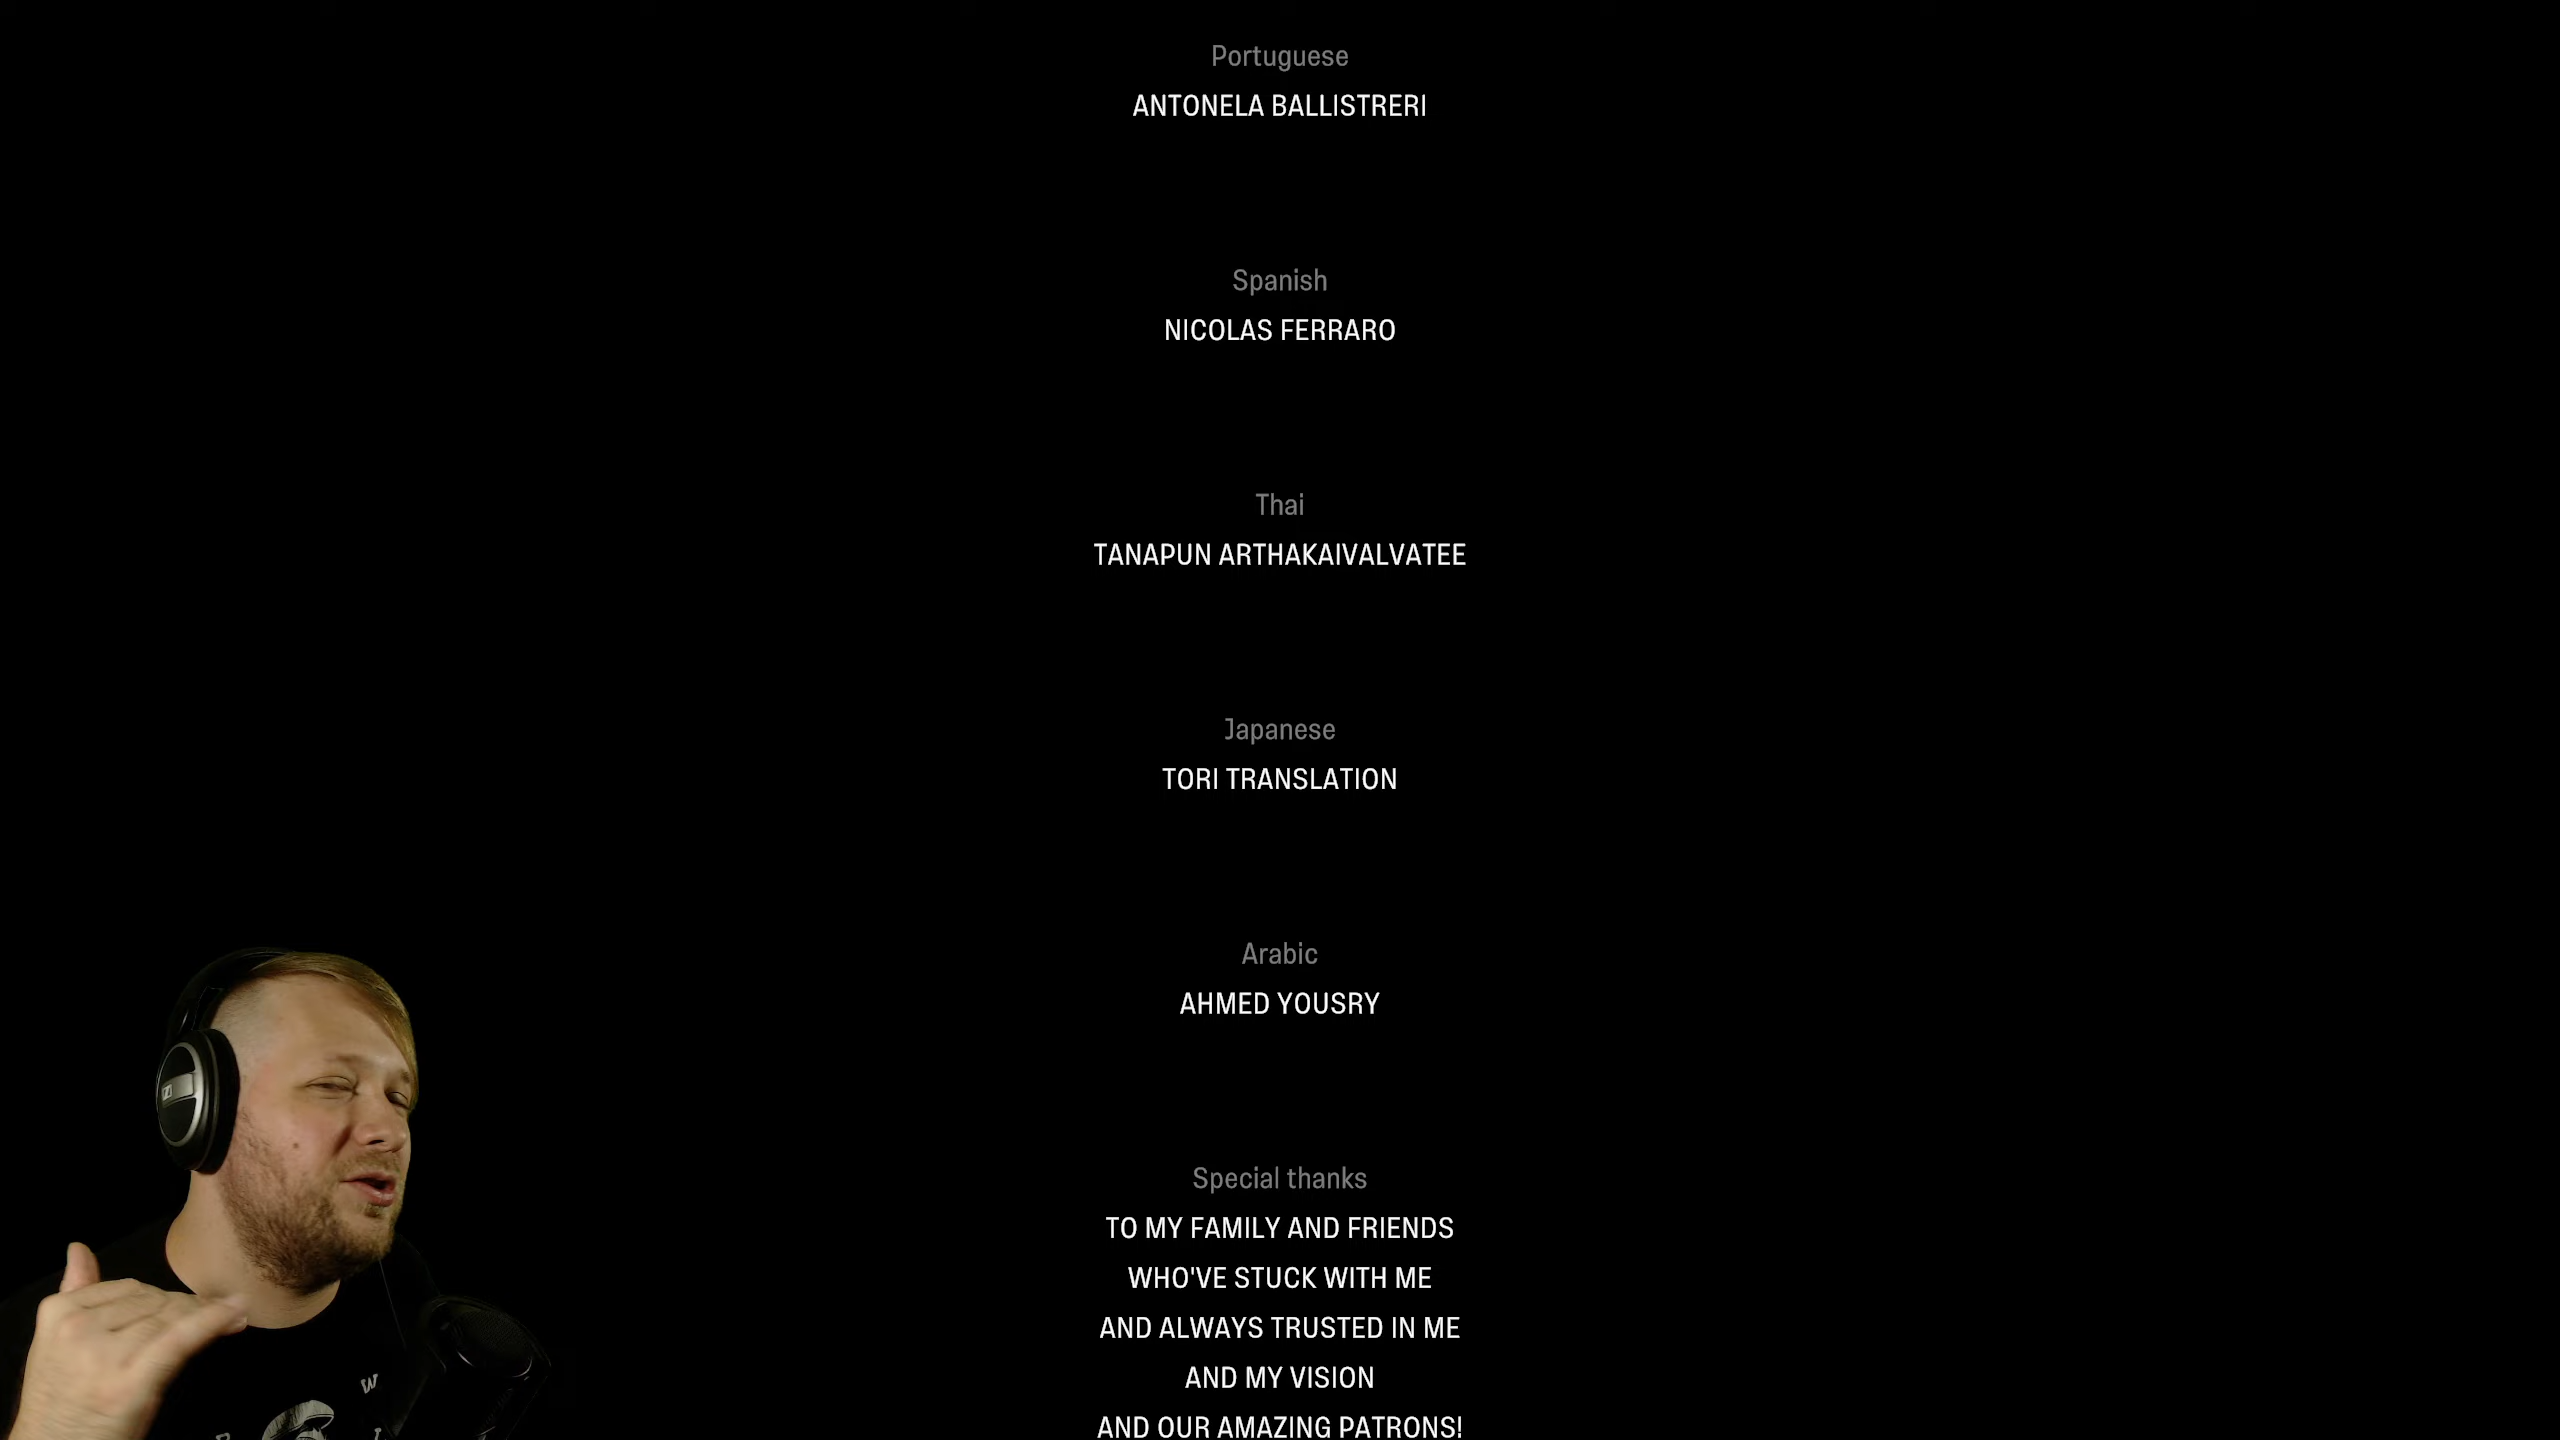 Portuguese
ANTONELA BALLISTRERI
Spanish
NICOLAS FERRARO
Thai
TANAPUN ARTHAKAIVALVATEE
Japanese
TORI TRANSLATION
Arabic
AHMED YOUSRY
Special thanks
TO MY FAMILY AND FRIENDS
WHO'VE STUCK WITH ME
AND ALWAYS TRUSTED IN ME
AND MY VISION
AND OUR AMAZING PATRONS!
W